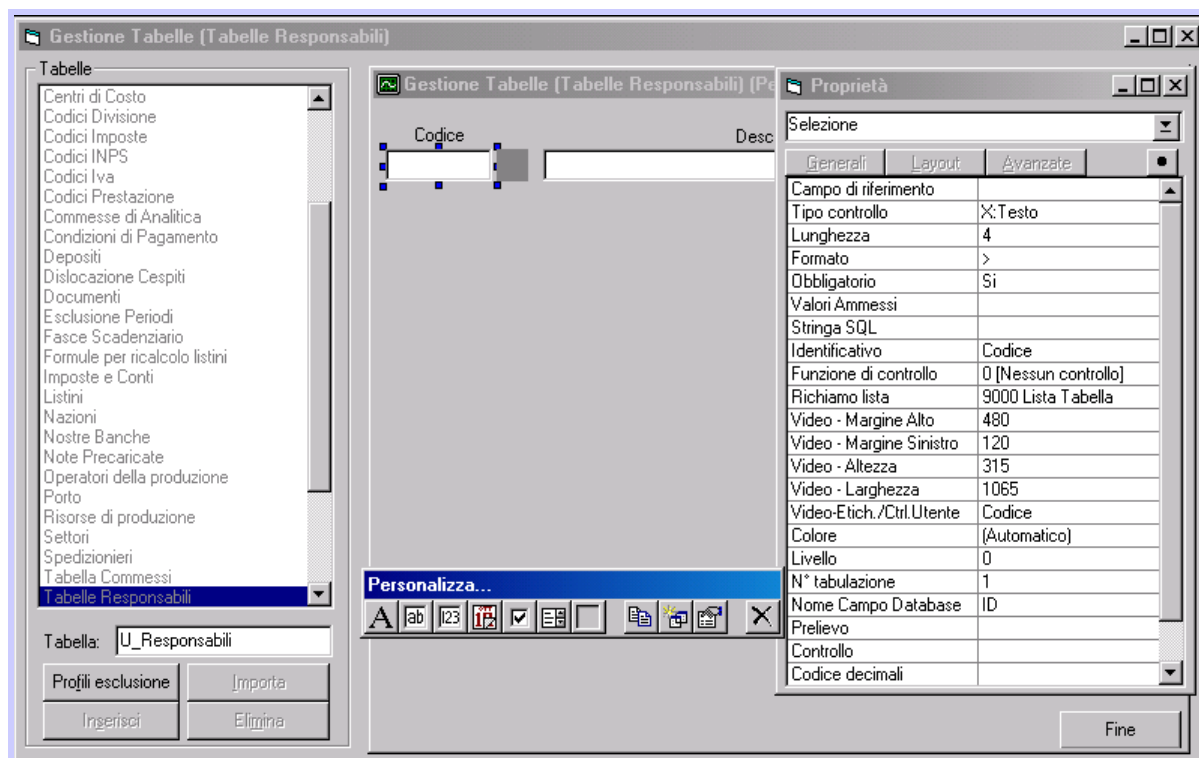 Gestione Tabelle (Tabelle Responsabili)
Tabelle
Centri di Costo
Codici Divisione
Codici Imposte
Codici INPS
Codici Iva
Codici Prestazione
Commesse di Analitica
Condizioni di Pagamento
Depositi
Dislocazione Cespiti
Documenti
Esclusione Periodi
Fasce Scadenziario
Formule per ricalcolo listini
Imposte e Conti
Listini
Nazioni
Nostre Banche
Note Precaricate
Operatori della produzione
Porto
Risorse di produzione
Settori
Spedizionieri
Tabella Commessi
Tabelle Responsabili
Tabella: U_Responsabili
Profili esclusione Importa
Inserisci Elimina
Gestione Tabelle (Tabelle Responsabili) (Pe
Codice Desc
Personalizza...
A ab 123
Proprietà
Selezione
Generali Layout Avanzate
Campo di riferimento
Tipo controllo X:Testo
Lunghezza 4
Formato >
Obbligatorio Si
Valori Ammessi
Stringa SQL
Identificativo Codice
Funzione di controllo 0 [Nessun controllo]
Richiamo lista 9000 Lista Tabella
Video - Margine Alto 480
Video - Margine Sinistro 120
Video - Altezza 315
Video - Larghezza 1065
Video-Etich./Ctrl.Utente Codice
Colore (Automatico)
Livello 0
N° tabulazione 1
Nome Campo Database ID
Prelievo
Controllo
Codice decimali
Fine